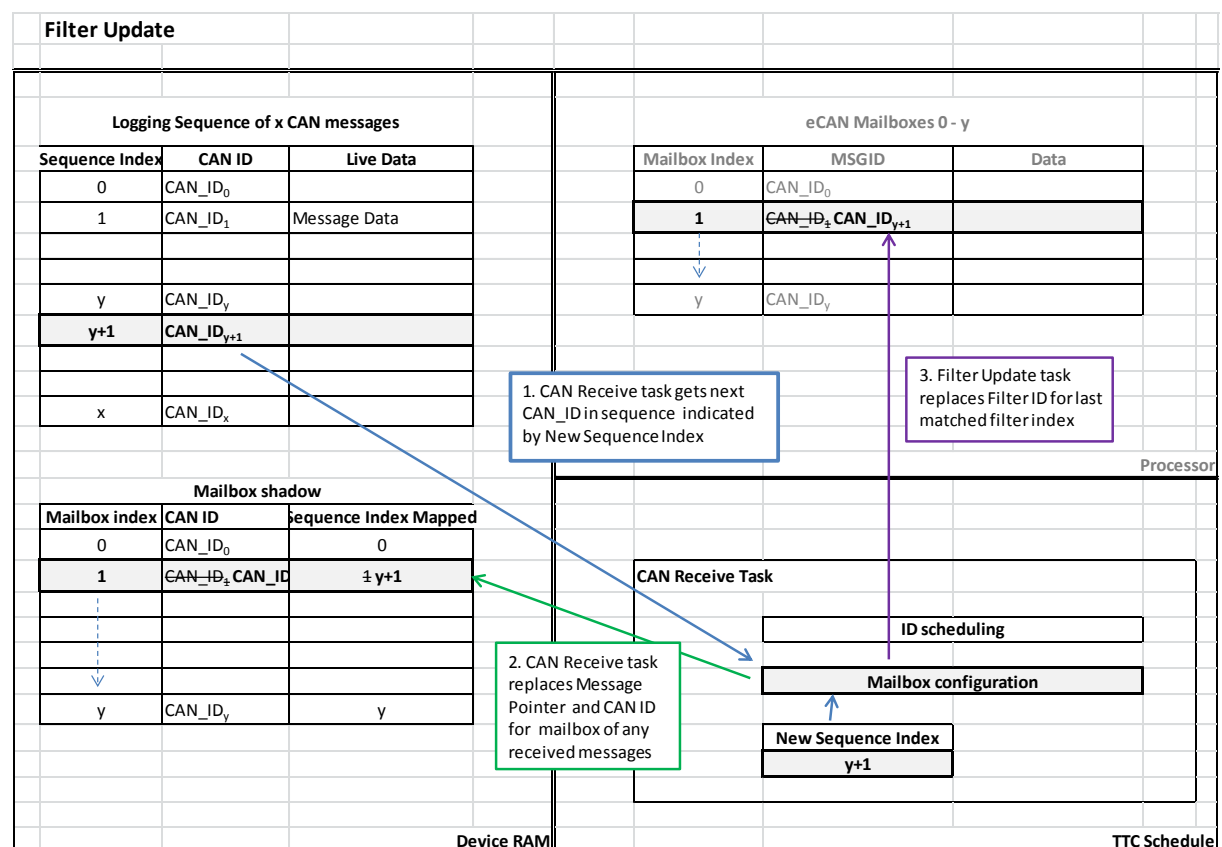 Filter Update
Logging Sequence of x CAN messages
Sequence Index CAN ID Live Data
0 CAN_ID0
1 CAN_ID1 Message Data
y CAN_IDy
y+1 CAN_IDy+1
x CAN_IDx
eCAN Mailboxes 0 - y
Mailbox Index MSGID Data
0 CAN_ID0
1 CAN_ID1 CAN_IDy+1
y CAN_IDy
1. CAN Receive task gets next
CAN_ID in sequence indicated
by New Sequence Index
3. Filter Update task
replaces Filter ID for last
matched filter index
Processor
Mailbox shadow
Mailbox index CAN ID Sequence Index Mapped
0 CAN_ID0 0
1 CAN_ID1 CAN_ID 1 y+1
y CAN_IDy y
2. CAN Receive task
replaces Message
Pointer and CAN ID
for mailbox of any
received messages
CAN Receive Task
ID scheduling
Mailbox configuration
New Sequence Index
y+1
Device RAM
TTC Schedule